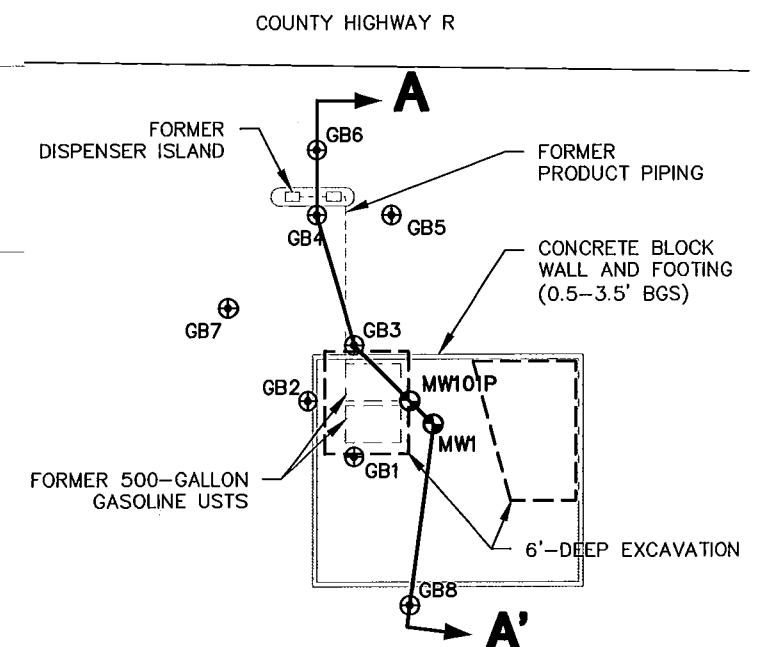 COUNTY HIGHWAY R
A
FORMER
DISPENSER ISLAND
GB6
FORMER
PRODUCT PIPING
GB4
GB5
CONCRETE BLOCK
WALL AND FOOTING
(0.5–3.5' BGS)
GB7
GB3
GB2
MW101P
MW1
GB1
FORMER 500–GALLON
GASOLINE USTS
6'–DEEP EXCAVATION
GB8
A'